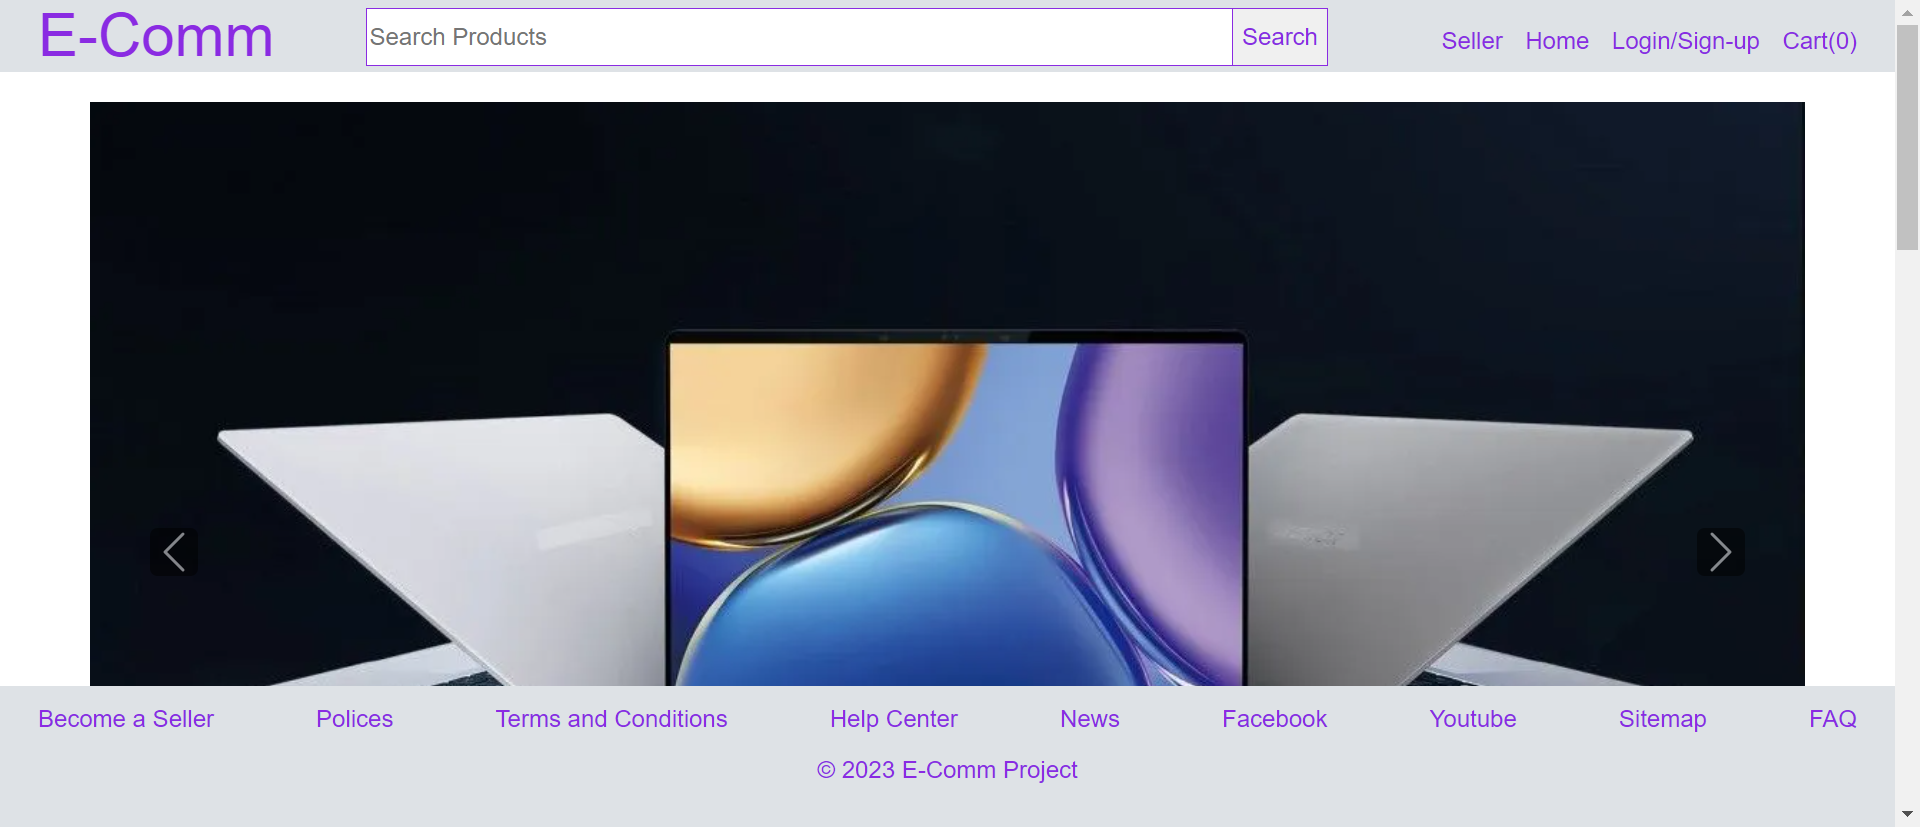 E-Comm
Search Products
Search
Seller Home Login/Sign-up Cart(0)
Become a Seller Polices Terms and Conditions Help Center News Facebook Youtube Sitemap FAQ
© 2023 E-Comm Project